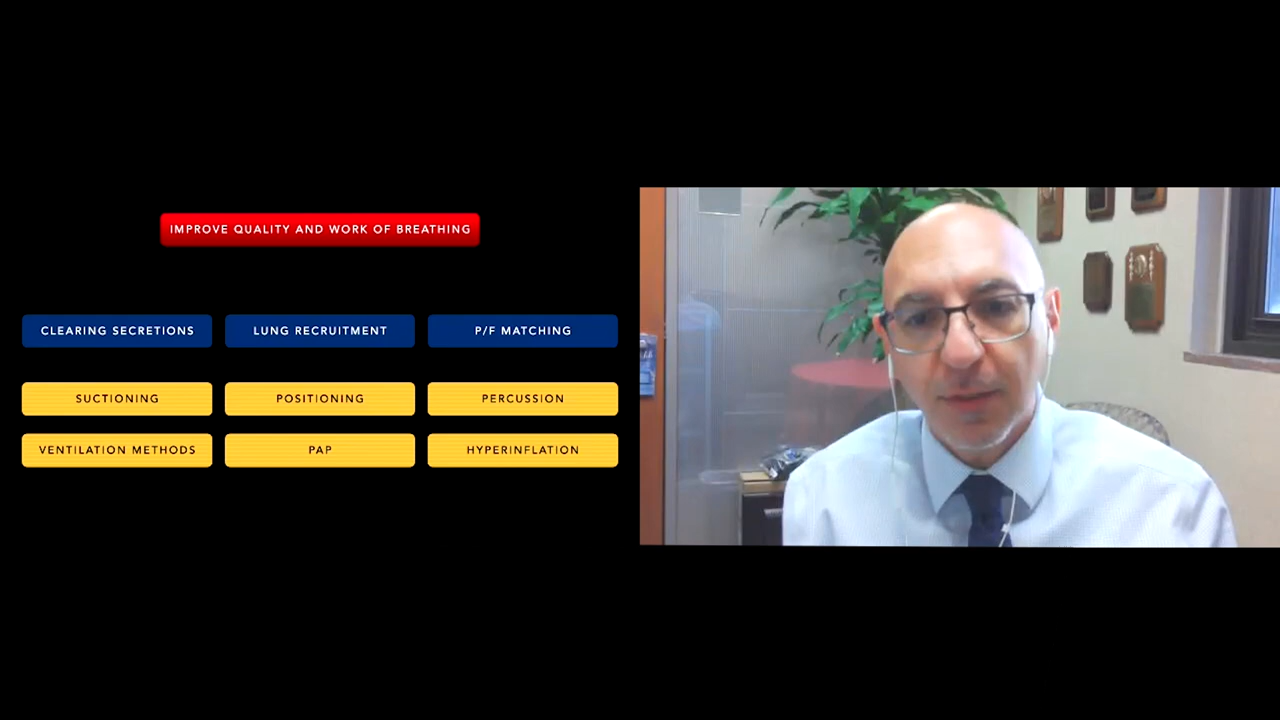 IMPROVE QUALITY AND WORK OF BREATHING
CLEARING SECRETIONS
LUNG RECRUITMENT
P/F MATCHING
SUCTIONING
POSITIONING
PERCUSSION
VENTILATION METHODS
PAP
HYPERINFLATION